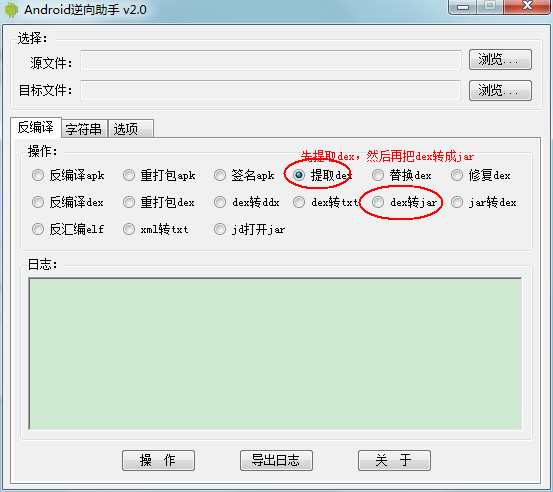 Android逆向助手 v2.0
选择:
源文件:
浏览...
目标文件:
浏览...
反编译 字符串 选项
操作:
先提取dex，然后再把dex转成jar
反编译apk 重打包apk 签名apk 提取dex 替换dex 修复dex
反编译dex 重打包dex dex转ddx dex转txt dex转jar jar转dex
反汇编elf xml转txt jd打开jar
日志:
操 作 导出日志 关 于